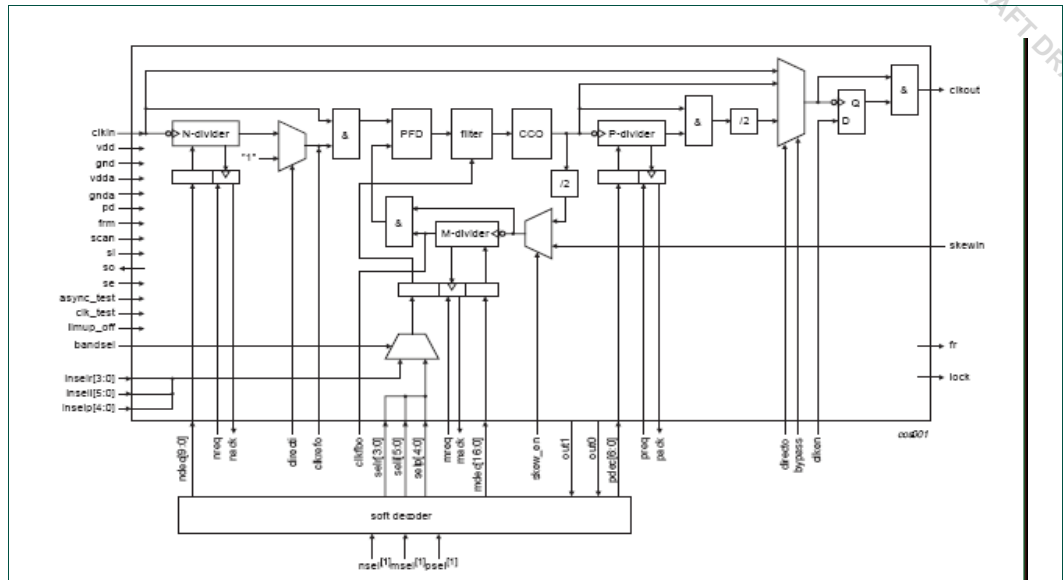 AFT DR
clkin
vdd
gnd
vdda
gnda
pd
frm
scan
si
so
se
async_test
clk_test
limup_off
bandsel
inselr[3:0]
inseli[5:0]
inselp[4:0]
N-divider
"1"
&
PFD
filter
CCO
P-divider
&
/2
Q
D
&
clkout
/2
&
M-divider
skewin
fr
lock
cos001
ndec[9:0]
nreq
nack
directi
clkrefo
clkfbo
selr[3:0]
seli[5:0]
selp[4:0]
mreq
mack
mdec[16:0]
skew_en
out1
out0
pdec[6:0]
preq
pack
directo
bypass
clken
soft decoder
nsel[1] msel[1] psel[1]